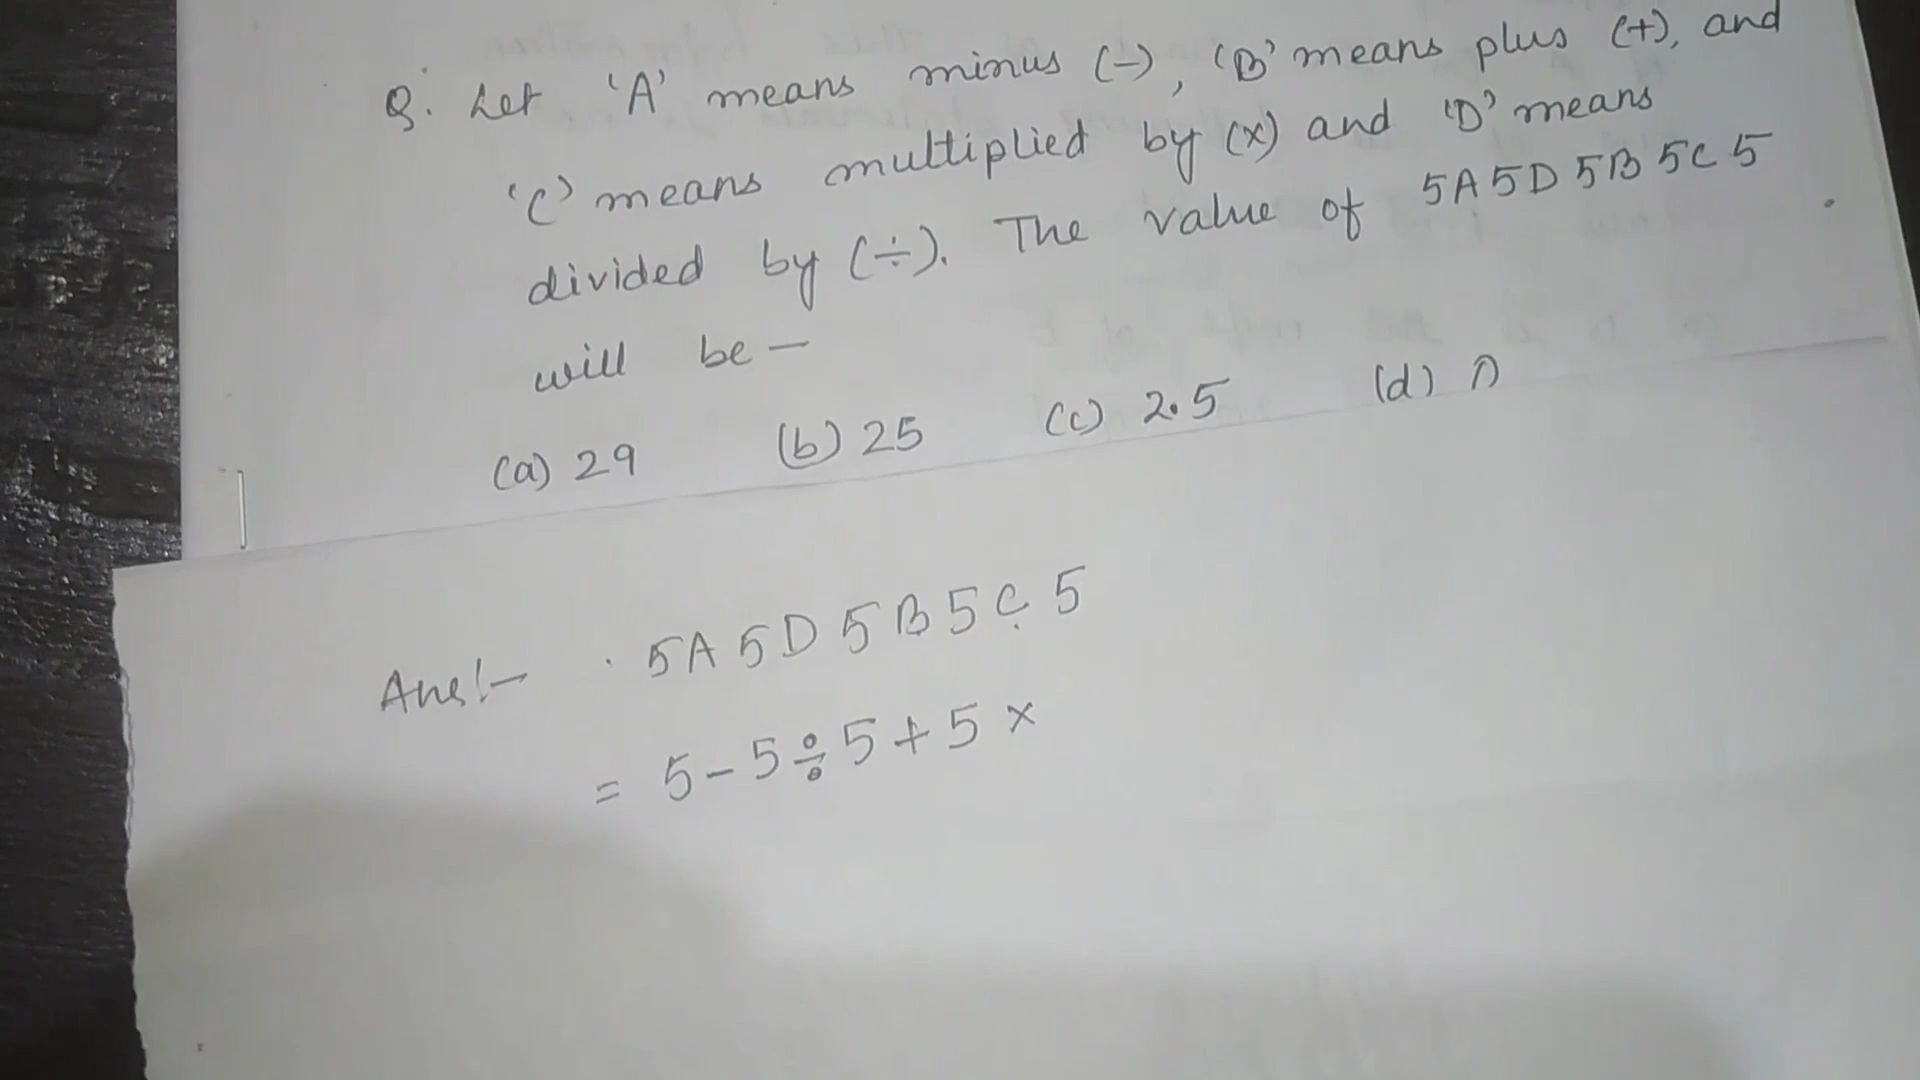 Q. Let 'A' means minus (-), 'B' means plus (+), and
'C' means multiplied by (x) and 'D' means
divided by (÷). The value of 5A5D5B5C5
will be -
(a) 29 (b) 25 (c) 2.5 (d)
Ans:- 5A5D5B5C5
= 5-5÷5+5×